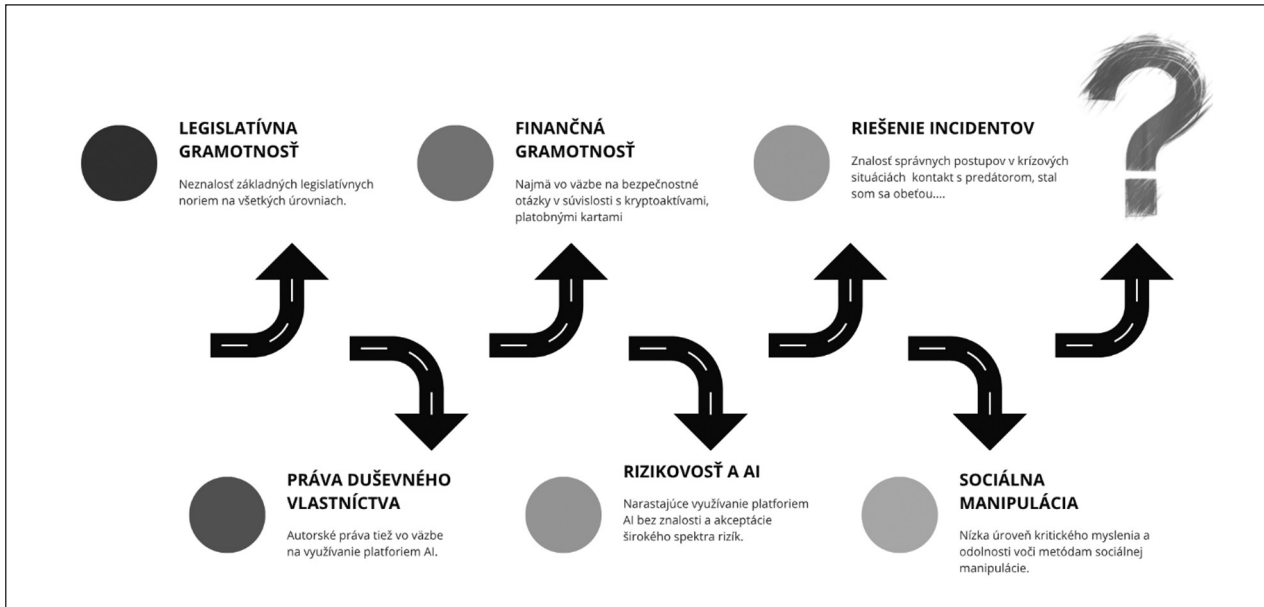 LEGISLATÍVNA
GRAMOTNOSŤ
Neznalosť základných legislatívnych
noriem na všetkých úrovniach.
FINANČNÁ
GRAMOTNOSŤ
Najmä vo väzbe na bezpečnostné
otázky v súvislosti s kryptoaktívami,
platobnými kartami
RIEŠENIE INCIDENTOV
Znalosť správnych postupov v krízových
situáciách kontakt s predátorom, stal
som sa obeťou....
?
PRÁVA DUŠEVNÉHO
VLASTNÍCTVA
Autorské práva tiež vo väzbe
na využívanie platforiem AI.
RIZIKOVOSŤ A AI
Narastajúce využívanie platforiem
AI bez znalosti a akceptácie
širokého spektra rizík.
SOCIÁLNA
MANIPULÁCIA
Nízka úroveň kritického myslenia a
odolnosti voči metódam sociálnej
manipulácie.